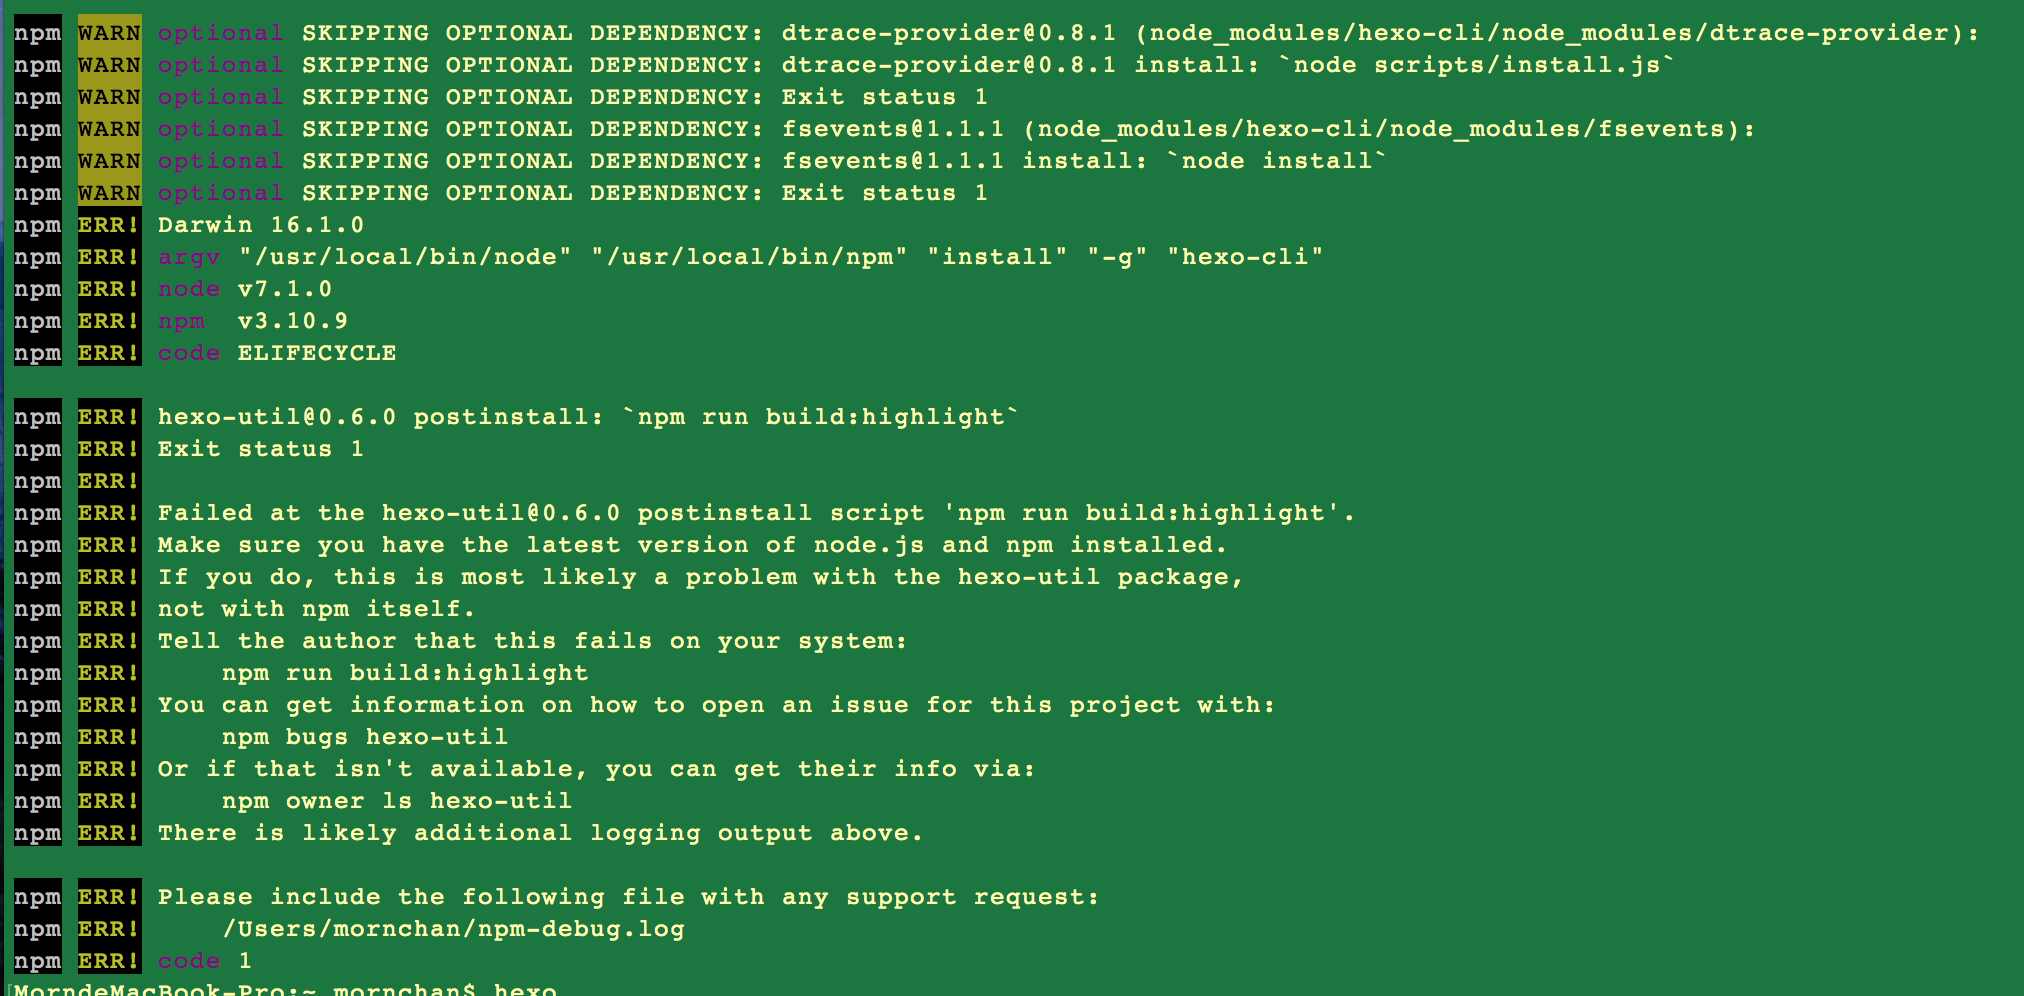 npm WARN optional SKIPPING OPTIONAL DEPENDENCY: dtrace-provider@0.8.1 (node_modules/hexo-cli/node_modules/dtrace-provider):
npm WARN optional SKIPPING OPTIONAL DEPENDENCY: dtrace-provider@0.8.1 install: `node scripts/install.js`
npm WARN optional SKIPPING OPTIONAL DEPENDENCY: Exit status 1
npm WARN optional SKIPPING OPTIONAL DEPENDENCY: fsevents@1.1.1 (node_modules/hexo-cli/node_modules/fsevents):
npm WARN optional SKIPPING OPTIONAL DEPENDENCY: fsevents@1.1.1 install: `node install`
npm WARN optional SKIPPING OPTIONAL DEPENDENCY: Exit status 1
npm ERR! Darwin 16.1.0
npm ERR! argv "/usr/local/bin/node" "/usr/local/bin/npm" "install" "-g" "hexo-cli"
npm ERR! node v7.1.0
npm ERR! npm  v3.10.9
npm ERR! code ELIFECYCLE
npm ERR! hexo-util@0.6.0 postinstall: `npm run build:highlight`
npm ERR! Exit status 1
npm ERR!
npm ERR! Failed at the hexo-util@0.6.0 postinstall script 'npm run build:highlight'.
npm ERR! Make sure you have the latest version of node.js and npm installed.
npm ERR! If you do, this is most likely a problem with the hexo-util package,
npm ERR! not with npm itself.
npm ERR! Tell the author that this fails on your system:
npm ERR!     npm run build:highlight
npm ERR! You can get information on how to open an issue for this project with:
npm ERR!     npm bugs hexo-util
npm ERR! Or if that isn't available, you can get their info via:
npm ERR!     npm owner ls hexo-util
npm ERR! There is likely additional logging output above.
npm ERR! Please include the following file with any support request:
npm ERR!     /Users/mornchan/npm-debug.log
npm ERR! code 1
[MorndeMacBook-Pro:~ mornchan$ hexo